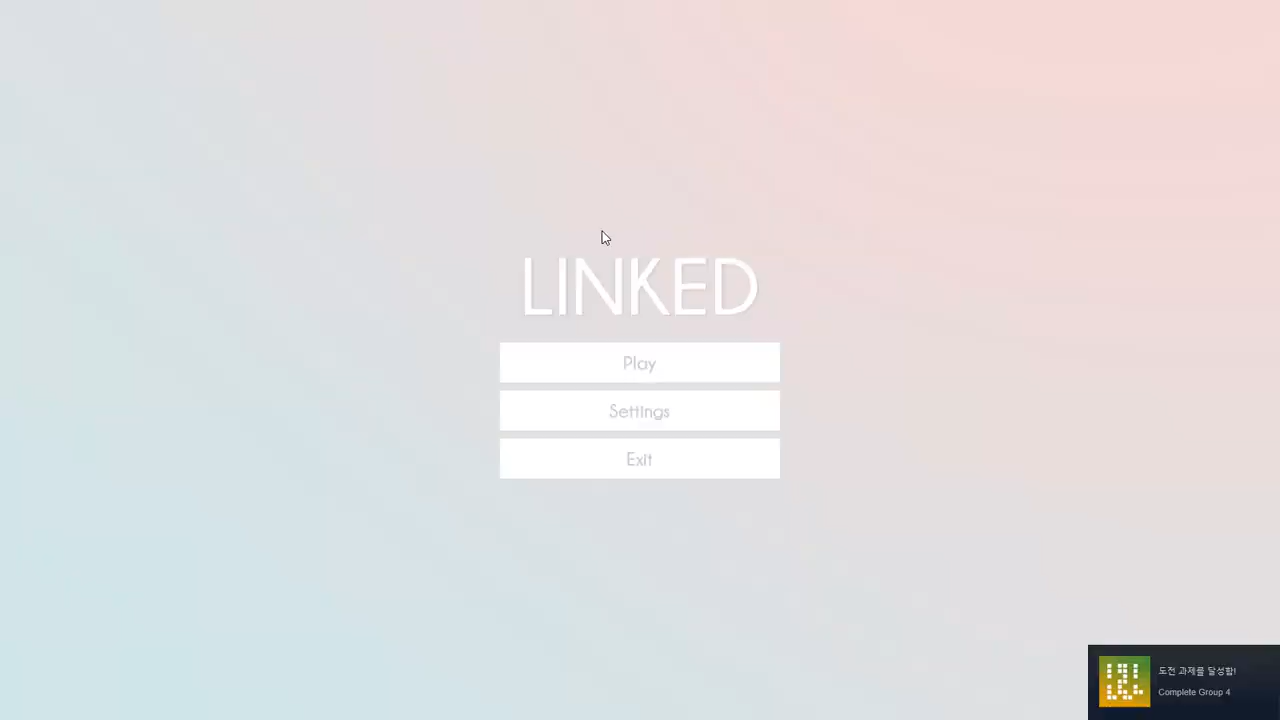 LINKED
Play
Settings
Exit
도전 과제를 달성함!
Complete Group 4